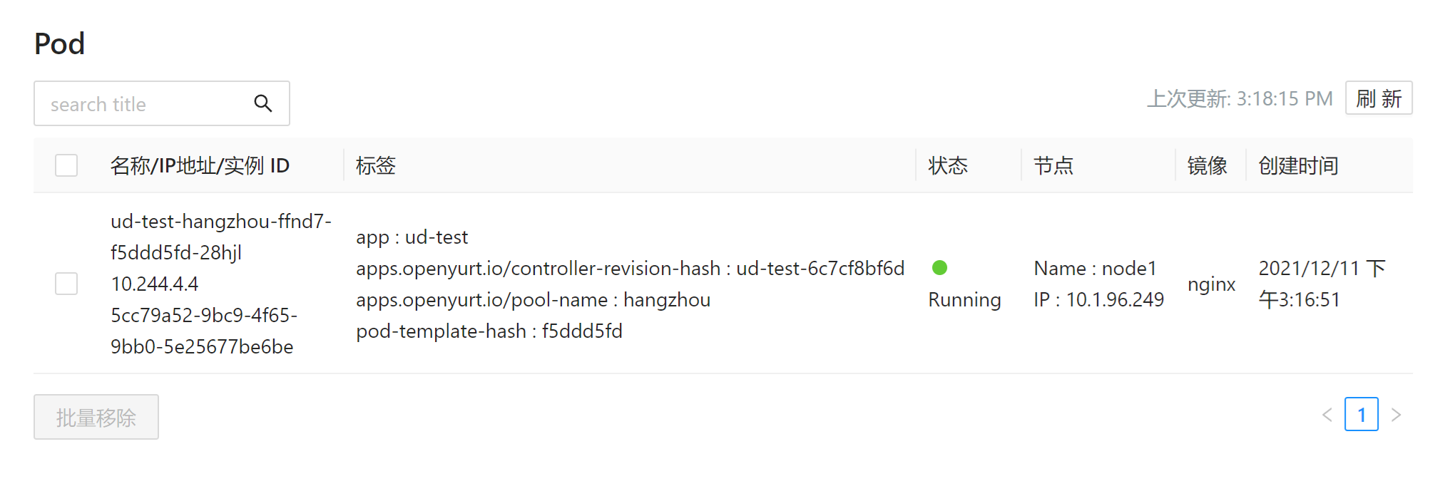 Pod
search title
上次更新: 3:18:15 PM
刷 新
名称/IP地址/实例 ID
标签
状态
节点
镜像
创建时间
ud-test-hangzhou-ffnd7-
f5ddd5fd-28hjl
10.244.4.4
5cc79a52-9bc9-4f65-
9bb0-5e25677be6be
app : ud-test
apps.openyurt.io/controller-revision-hash : ud-test-6c7cf8bf6d
apps.openyurt.io/pool-name : hangzhou
pod-template-hash : f5ddd5fd
Running
Name : node1
IP : 10.1.96.249
nginx
2021/12/11 下
午3:16:51
批量移除
1